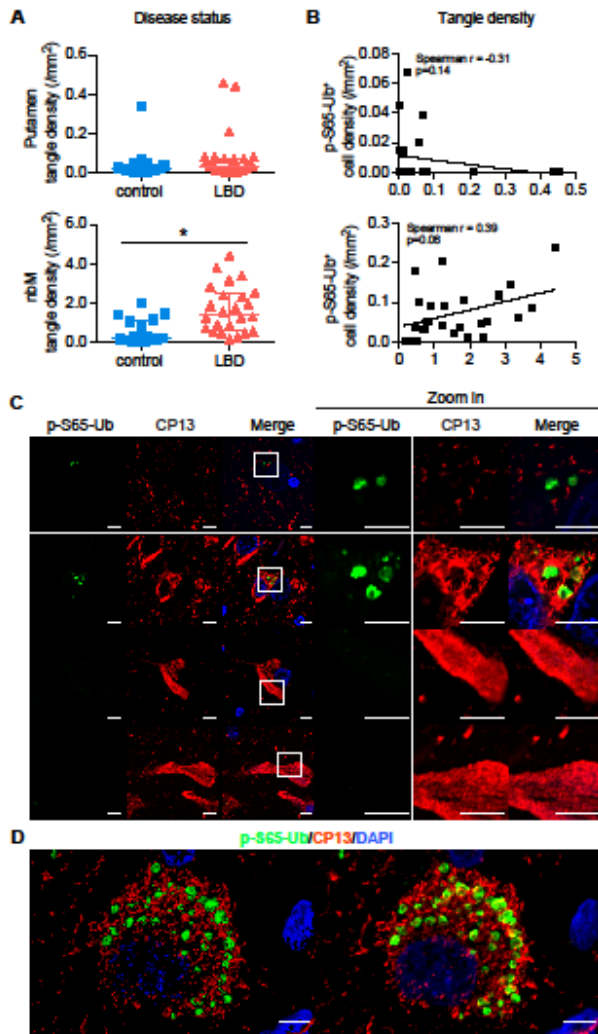 A
Disease status
B
Tangle density
Putamen
tangle density (/mm²)
0.6
0.4
0.2
0.0
control
LBD
p-S65-Ub⁺
cell density (/mm²)
0.08
0.06
0.04
0.02
0.00
Spearman r = -0.31
p=0.14
0.0 0.1 0.2 0.3 0.4 0.5
nbM
tangle density (/mm²)
6.0
4.0
2.0
0.0
*
control
LBD
p-S65-Ub⁺
cell density (/mm²)
0.3
0.2
0.1
0.0
Spearman r = 0.39
p=0.06
0 1 2 3 4 5
C
Zoom in
p-S65-Ub CP13 Merge p-S65-Ub CP13 Merge
D
p-S65-Ub/CP13/DAPI